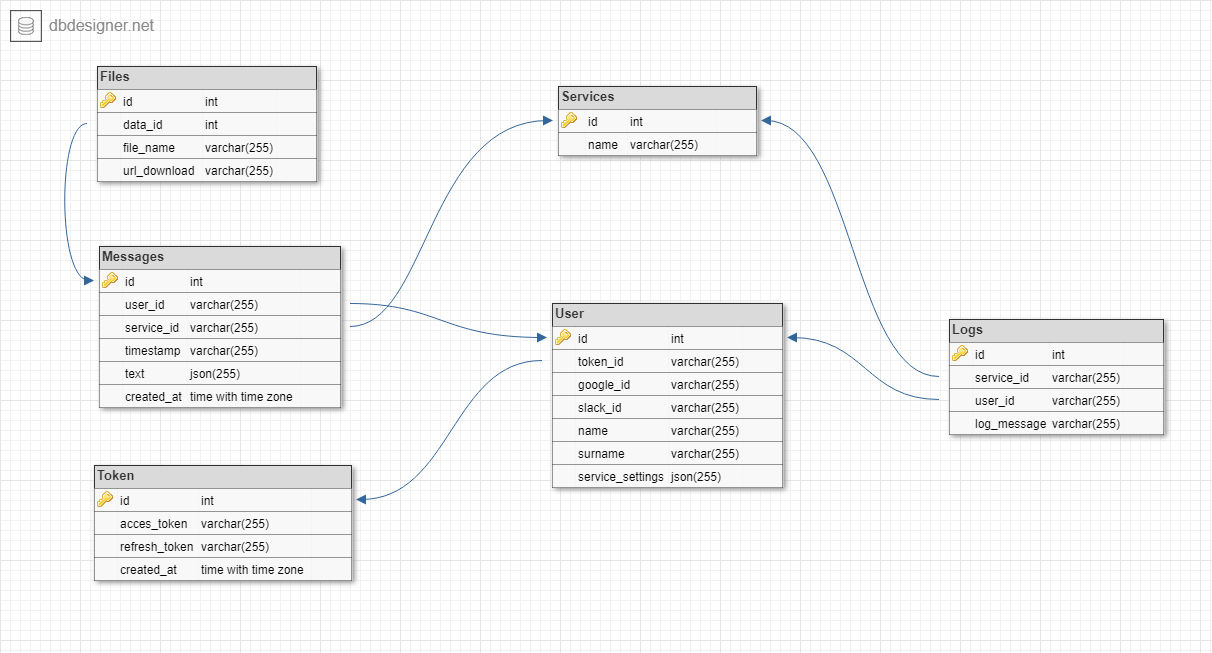 dbdesigner.net
Files
id int
data_id int
file_name varchar(255)
url_download varchar(255)
Services
id int
name varchar(255)
Messages
id int
user_id varchar(255)
service_id varchar(255)
timestamp varchar(255)
text json(255)
created_at time with time zone
User
id int
token_id varchar(255)
google_id varchar(255)
slack_id varchar(255)
name varchar(255)
surname varchar(255)
service_settings json(255)
Logs
id int
service_id varchar(255)
user_id varchar(255)
log_message varchar(255)
Token
id int
acces_token varchar(255)
refresh_token varchar(255)
created_at time with time zone